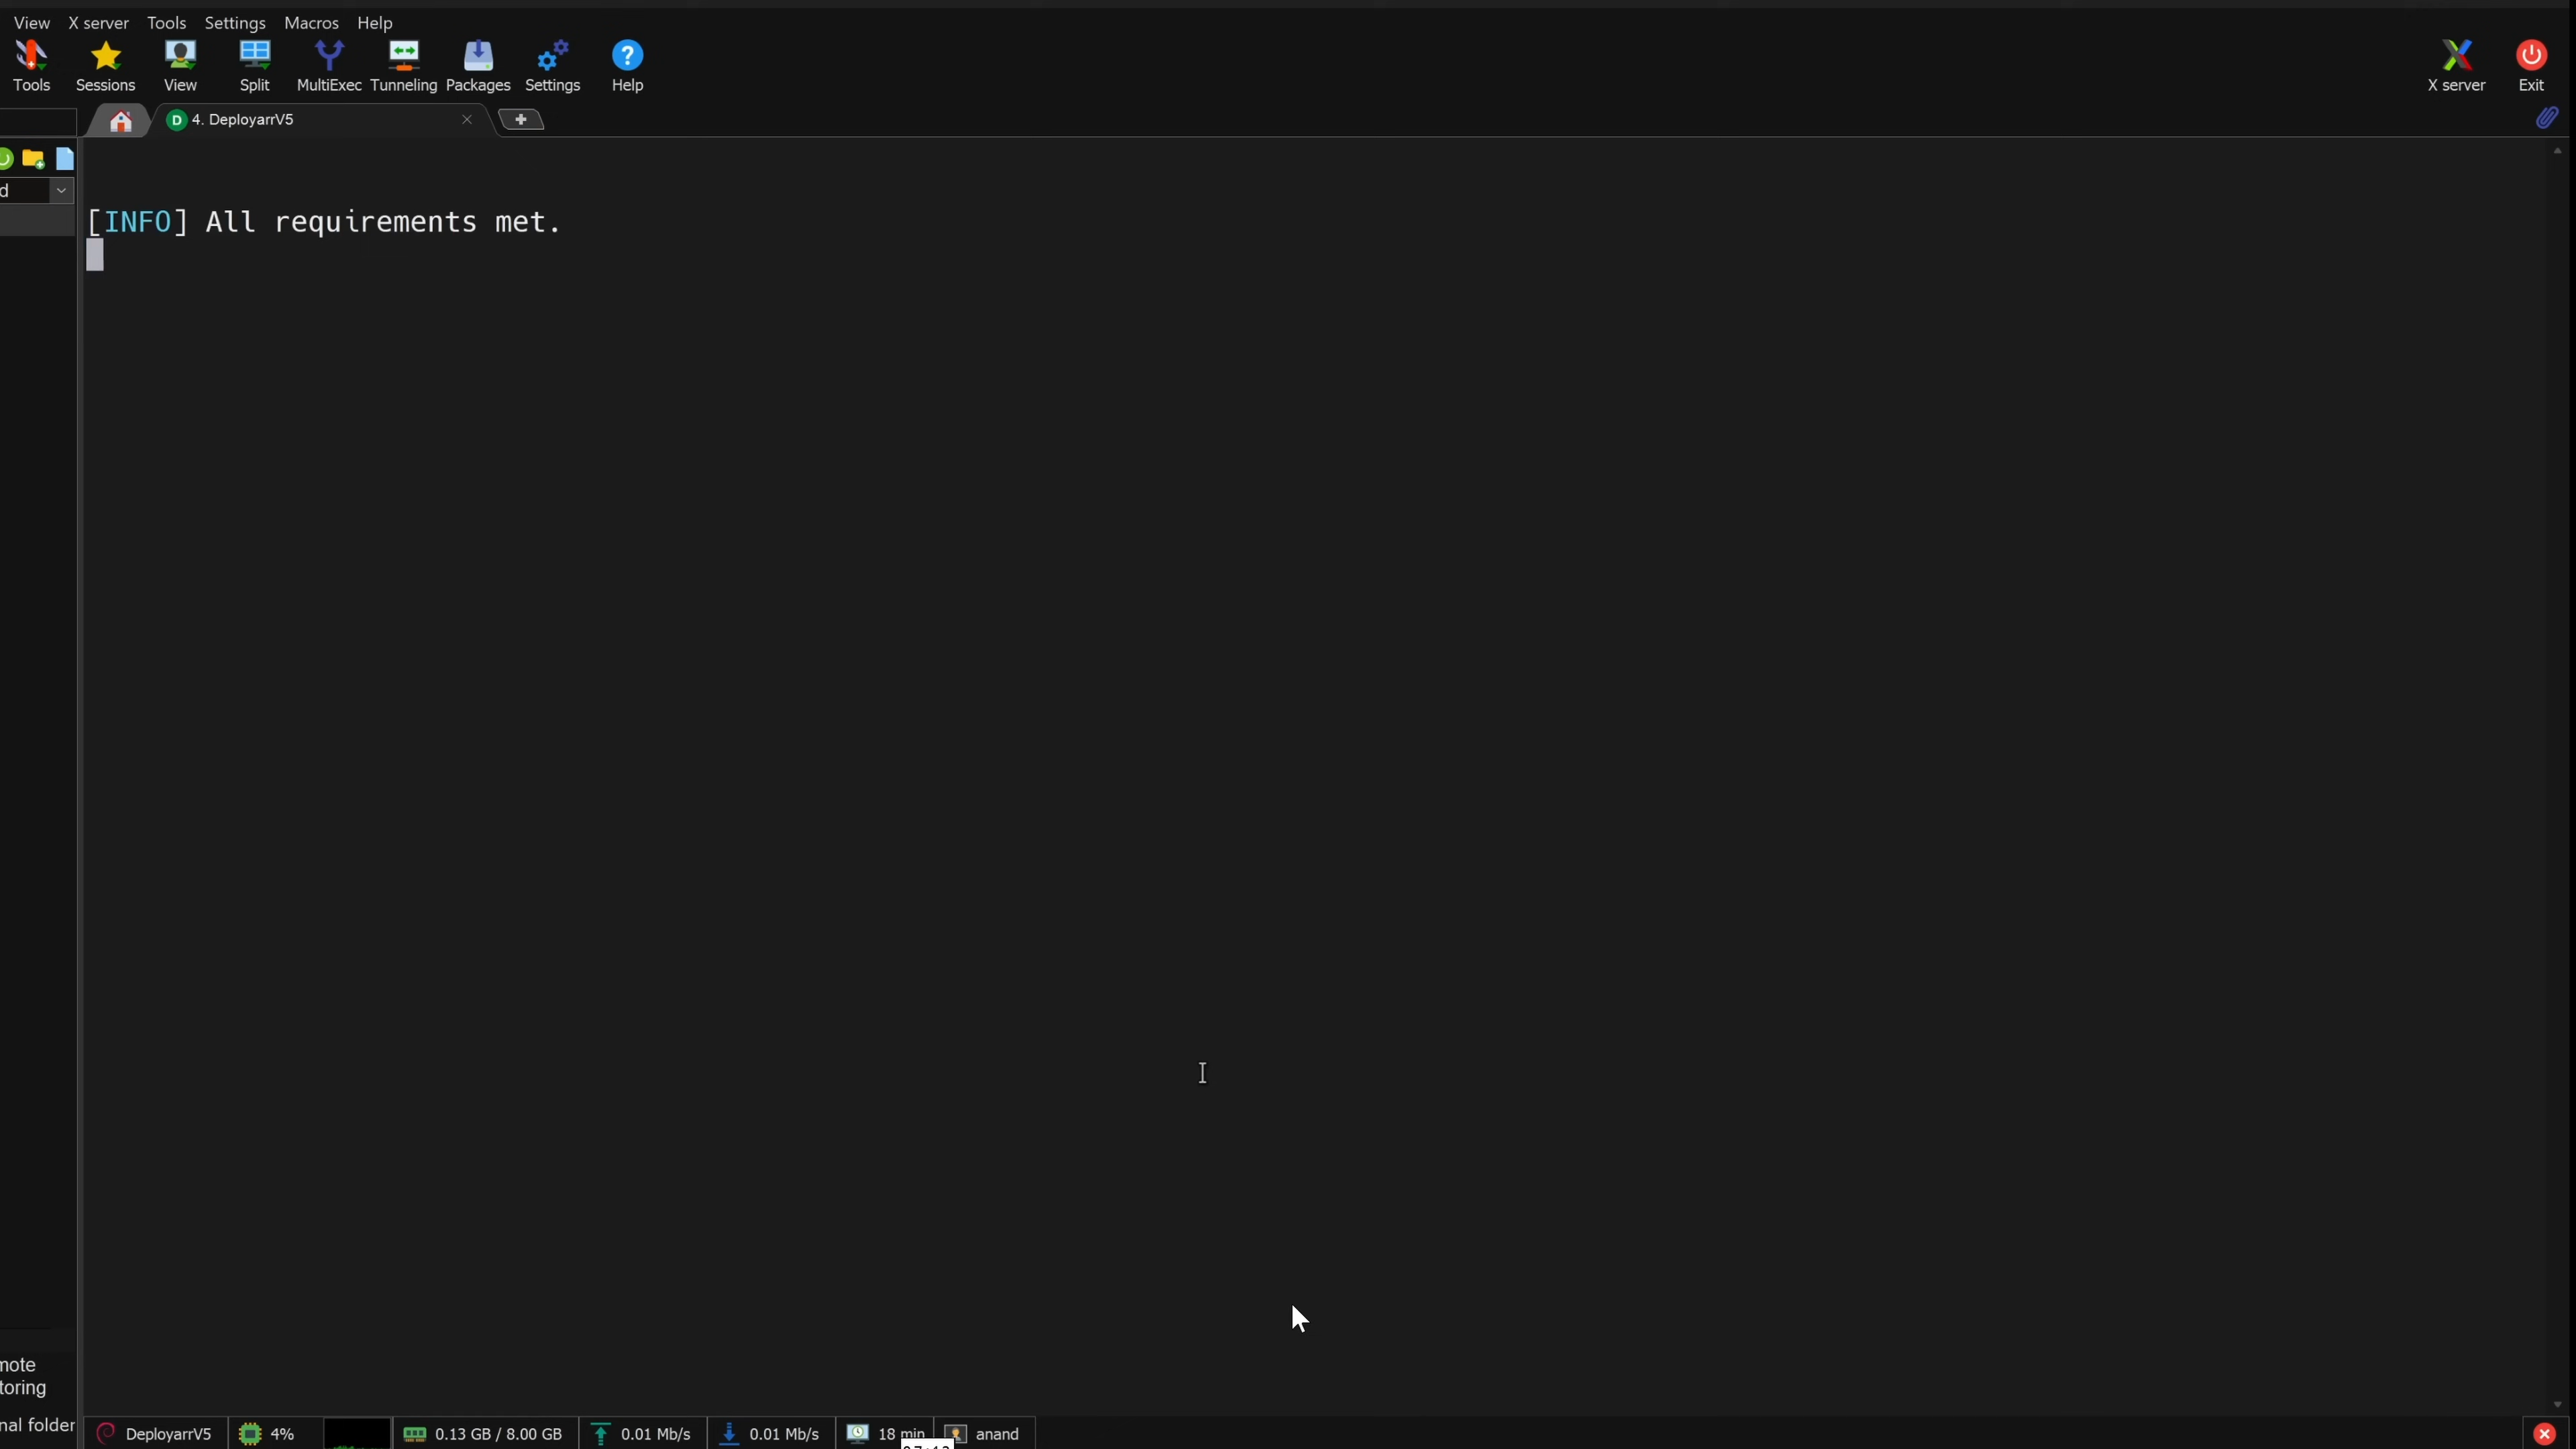 View X server Tools Settings Macros Help
Tools Sessions View Split MultiExec Tunneling Packages Settings Help X server Exit
D 4. DeployarrV5
d
[INFO] All requirements met.
mote
toring
nal folder
DeployarrV5 4% 0.13 GB / 8.00 GB 0.01 Mb/s 0.01 Mb/s 18 min anand